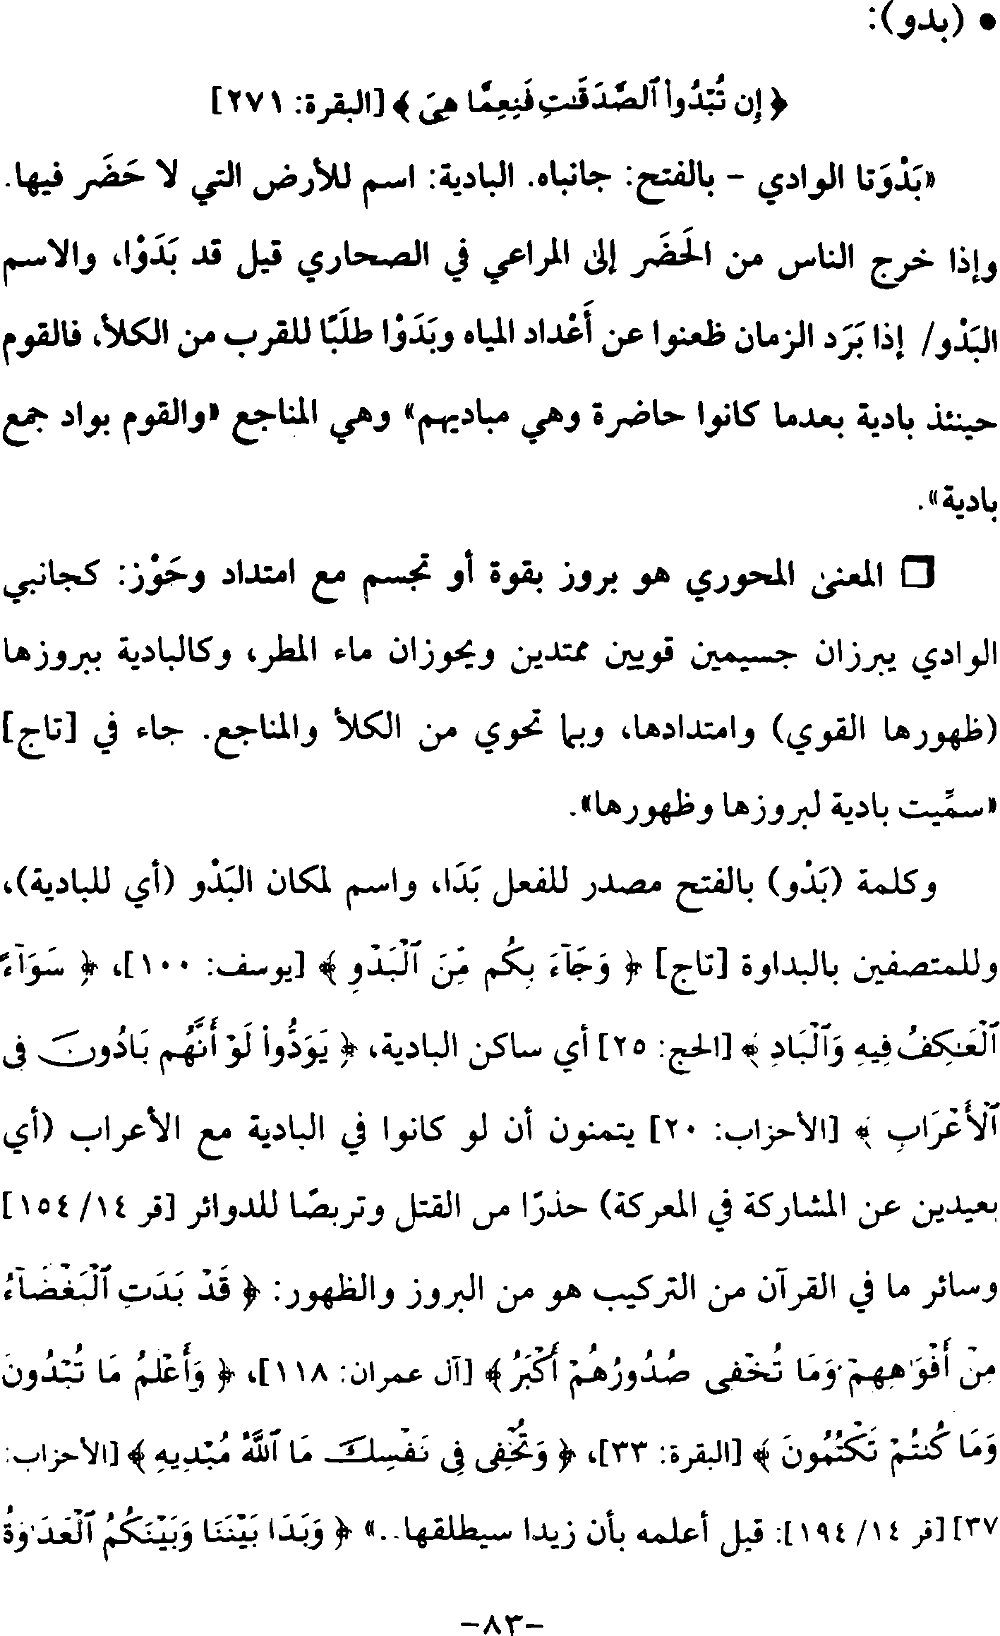 • (بدو):
﴿ إِن تُبْدُواْ ٱلصَّدَقَـٰتِ فَنِعِمَّا هِىَ ﴾ [البقرة: ٢٧١]
«بَدْوَتا الوادي - بالفتح: جانباه. البادية: اسم للأرض التي لا حَضَر فيها.
وإذا خرج الناس من الحَضَر إلى المراعي في الصحاري قيل قد بَدَوْا، والاسم
البَدْو/ إذا بَرَد الزمان ظعنوا عن أَعْداد المياه وبَدَوْا طلَبًا للقرب من الكلأ، فالقوم
حينئذ بادية بعدما كانوا حاضرة وهي مباديهم» وهي المناجع «والقوم بواد جمع
بادية».
□ المعنى المحوري هو بروز بقوة أو تجسم مع امتداد وحَوْز: كجانبي
الوادي يبرزان جسيمين قويين ممتدين ويحوزان ماء المطر، وكالبادية ببروزها
(ظهورها القوي) وامتدادها، وبما تحوي من الكلأ والمناجع. جاء في [تاج]
«سمِّيت بادية لبروزها وظهورها».
وكلمة (بَدْو) بالفتح مصدر للفعل بَدَا، واسم لمكان البَدْو (أي للبادية)،
وللمتصفين بالبداوة [تاج] ﴿ وَجَآءَ بِكُم مِّنَ ٱلْبَدْوِ ﴾ [يوسف: ١٠٠]، ﴿ سَوَآءً
ٱلْعَـٰكِفُ فِيهِ وَٱلْبَادِ ﴾ [الحج: ٢٥] أي ساكن البادية، ﴿ يَوَدُّواْ لَوْ أَنَّهُم بَادُونَ فِى
ٱلْأَعْرَابِ ﴾ [الأحزاب: ٢٠] يتمنون أن لو كانوا في البادية مع الأعراب (أي
بعيدين عن المشاركة في المعركة) حذرًا من القتل وتربصًا للدوائر [قر ١٤/ ١٥٤]
وسائر ما في القرآن من التركيب هو من البروز والظهور: ﴿ قَدْ بَدَتِ ٱلْبَغْضَآءُ
مِنْ أَفْوَٰهِهِمْ وَمَا تُخْفِى صُدُورُهُمْ أَكْبَرُ ﴾ [آل عمران: ١١٨]، ﴿ وَأَعْلَمُ مَا تُبْدُونَ
وَمَا كُنتُمْ تَكْتُمُونَ ﴾ [البقرة: ٣٣]، ﴿ وَتُخْفِى فِى نَفْسِكَ مَا ٱللَّهُ مُبْدِيهِ ﴾ [الأحزاب:
٣٧] [قر ١٤/ ١٩٤]: قبل أعلمه بأن زيدا سيطلقها..» ﴿ وَبَدَا بَيْنَنَا وَبَيْنَكُمُ ٱلْعَدَٰوَةُ
-٨٣-